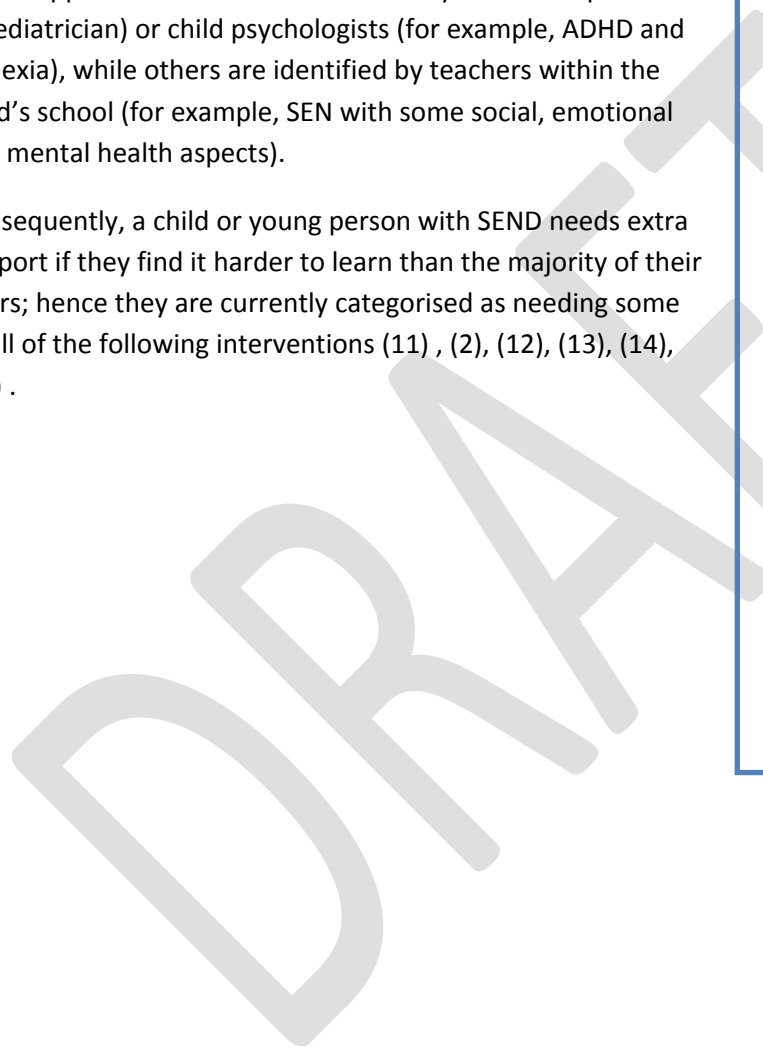 ediatrician) or child psychologists (for example, ADHD and
exia), while others are identified by teachers within the
d's school (for example, SEN with some social, emotional
mental health aspects).
sequently, a child or young person with SEND needs extra
port if they find it harder to learn than the majority of their
rs; hence they are currently categorised as needing some
ll of the following interventions (11) , (2), (12), (13), (14),
) .
DRAFT